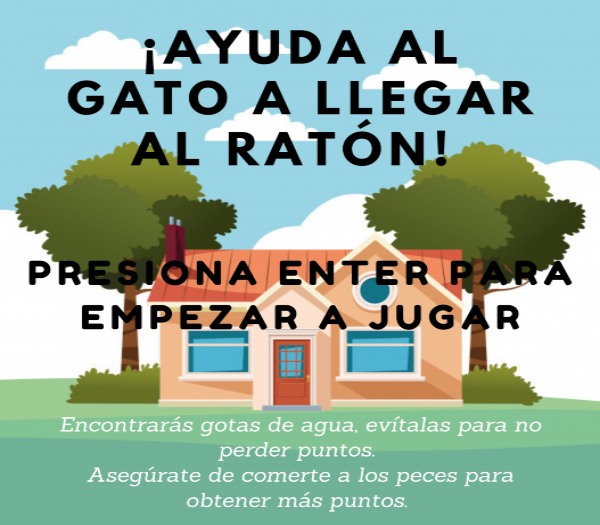 ¡AYUDA AL
GATO A LLEGAR
AL RATÓN!
PRESIONA ENTER PARA
EMPEZAR A JUGAR
Encontrarás gotas de agua, evítalas para no
perder puntos.
Asegúrate de comerte a los peces para
obtener más puntos.